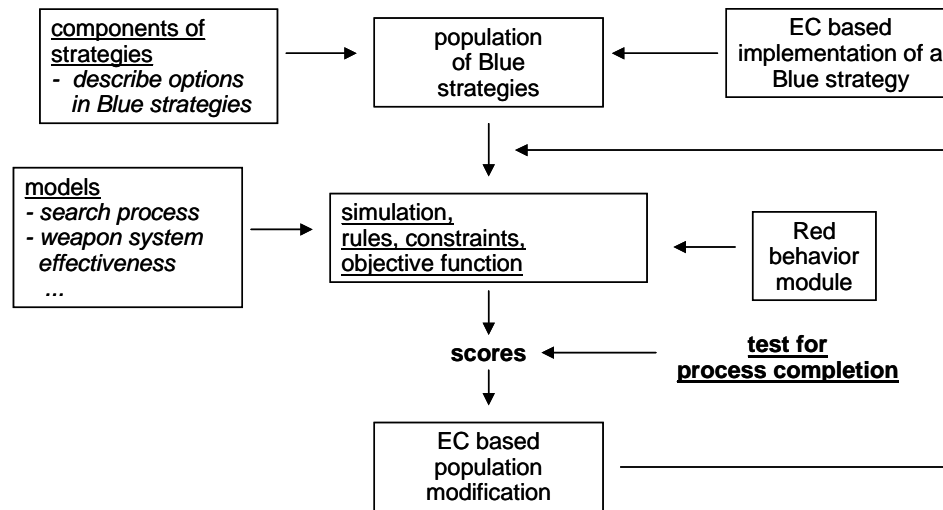 components of
strategies
- describe options
in Blue strategies
population
of Blue
strategies
EC based
implementation of a
Blue strategy
models
- search process
- weapon system
effectiveness
...
simulation,
rules, constraints,
objective function
Red
behavior
module
scores
test for
process completion
EC based
population
modification